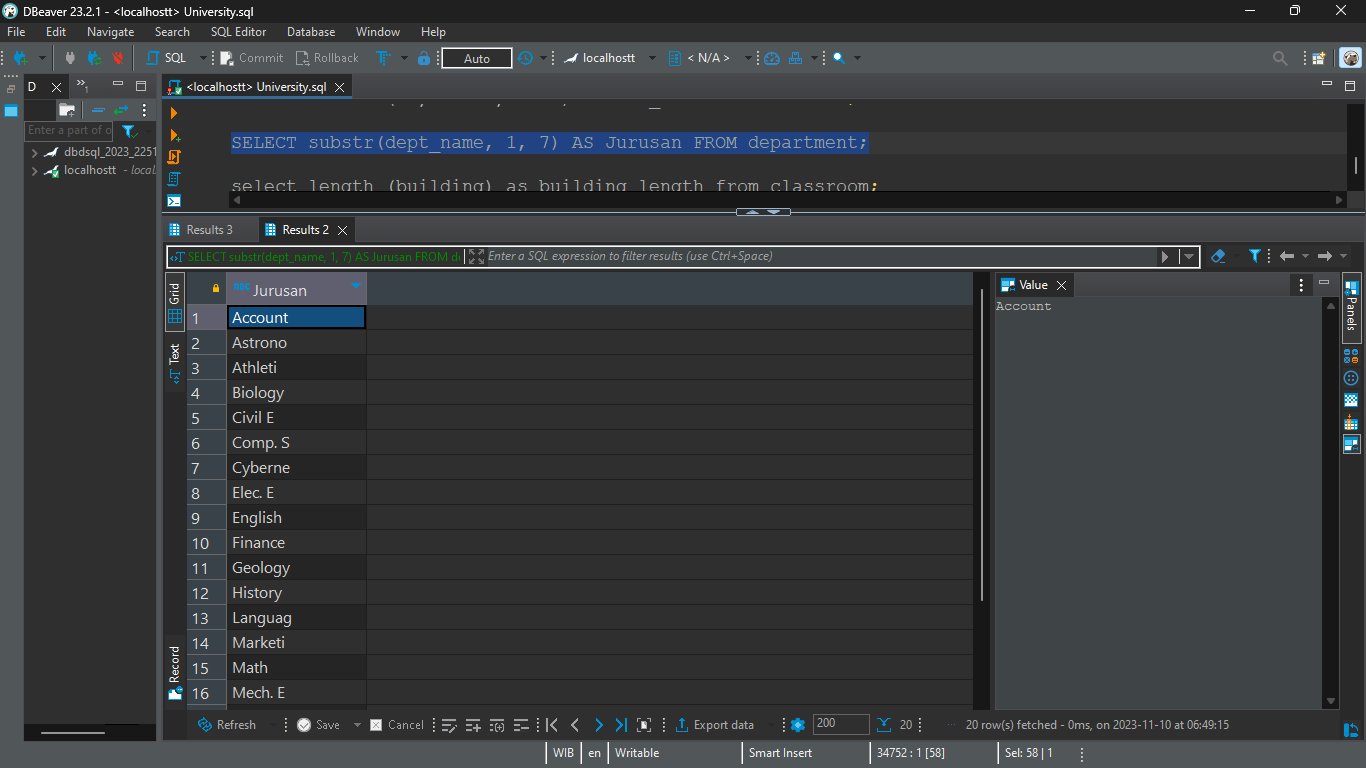 DBeaver 23.2.1 - <localhostt> University.sql
File Edit Navigate Search SQL Editor Database Window Help
SQL Commit Rollback Auto localhostt < N/A >
D »1
<localhostt> University.sql
Enter a part of o
dbdsql_2023_2251
localhostt - local
SELECT substr(dept_name, 1, 7) AS Jurusan FROM department;
select length (building) as building_length from classroom;
Results 3 Results 2
SELECT substr(dept_name, 1, 7) AS Jurusan FROM de
Enter a SQL expression to filter results (use Ctrl+Space)
Grid
Text
Record
ABC Jurusan
1 Account
2 Astrono
3 Athleti
4 Biology
5 Civil E
6 Comp. S
7 Cyberne
8 Elec. E
9 English
10 Finance
11 Geology
12 History
13 Languag
14 Marketi
15 Math
16 Mech. E
Value
Account
Panels
Refresh Save Cancel Export data 200 20 ··· 20 row(s) fetched - 0ms, on 2023-11-10 at 06:49:15
WIB en Writable Smart Insert 34752 : 1 [58] Sel: 58 | 1